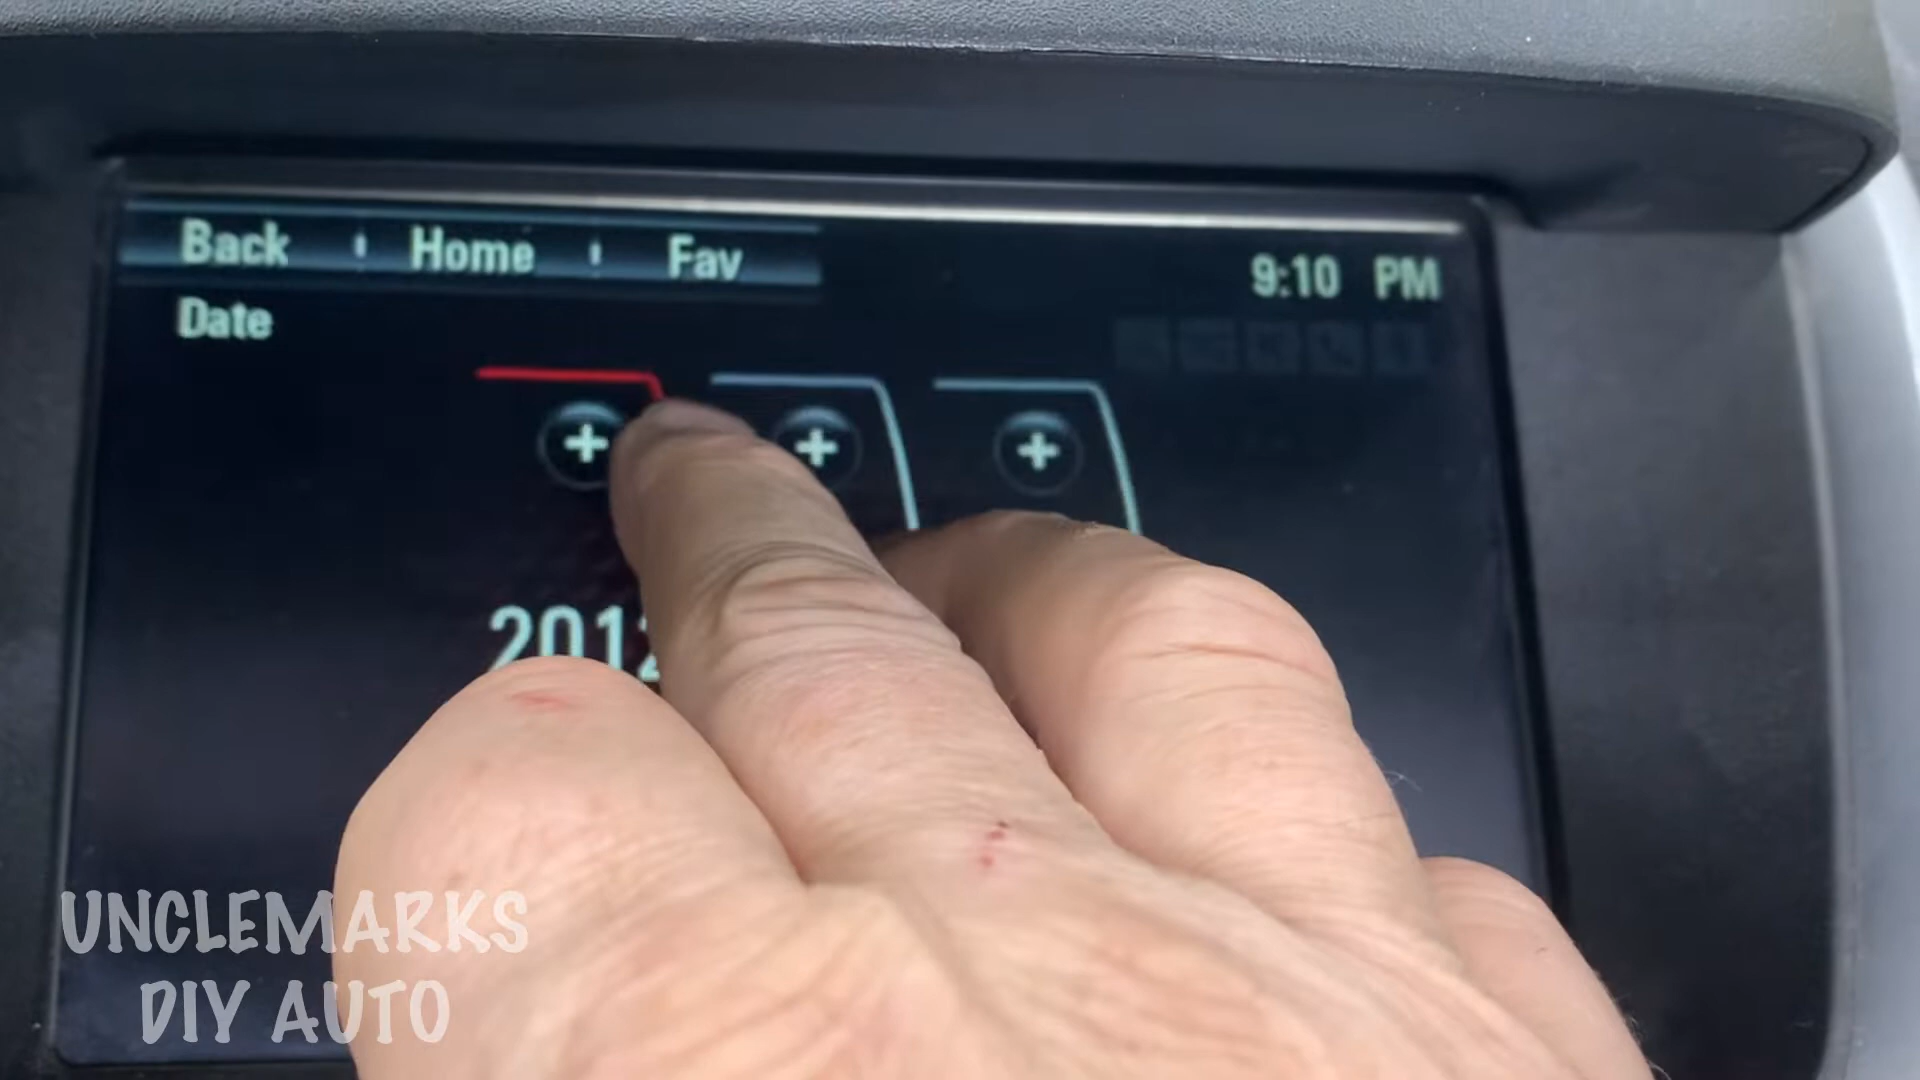 Back Home Fav
9:10 PM
Date
2012
UNCLEMARKS
DIY AUTO